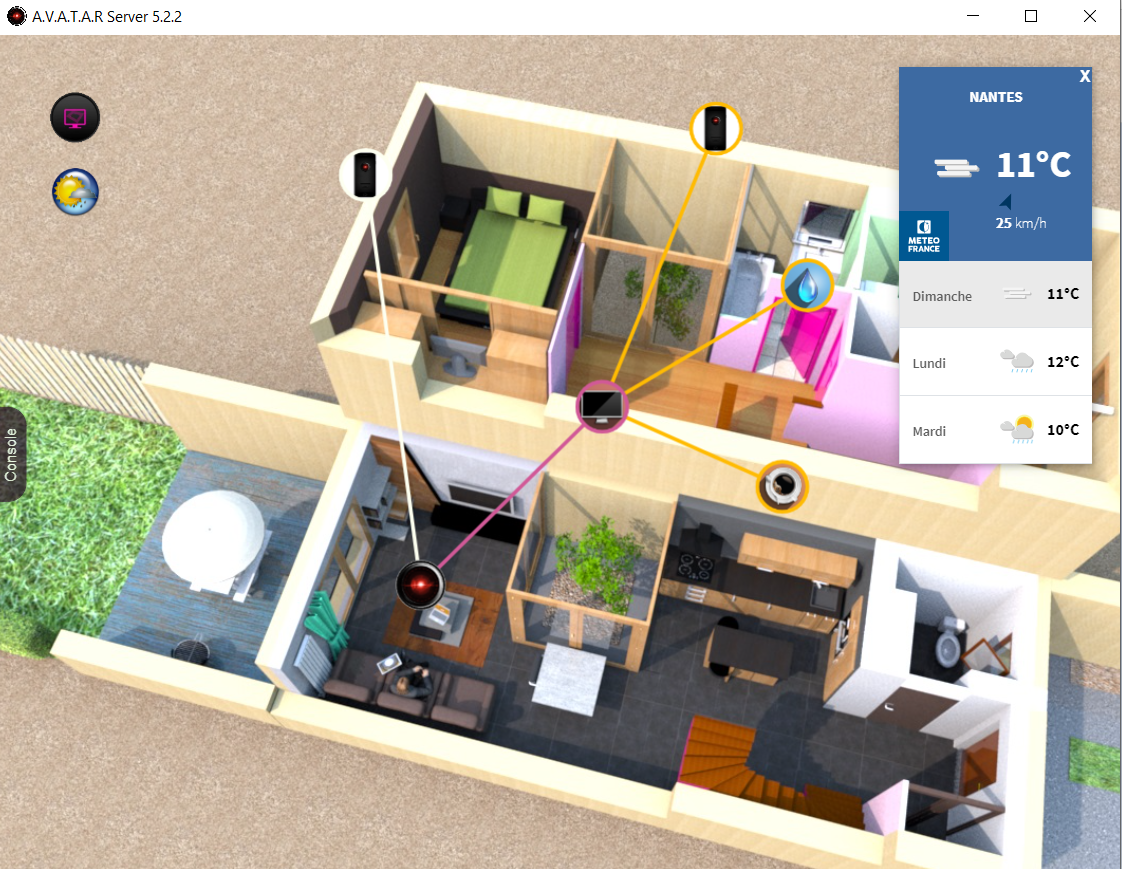 A.V.A.T.A.R Server 5.2.2
X
NANTES
11°C
25 km/h
METEO
FRANCE
Dimanche 11°C
Lundi 12°C
Mardi 10°C
Console